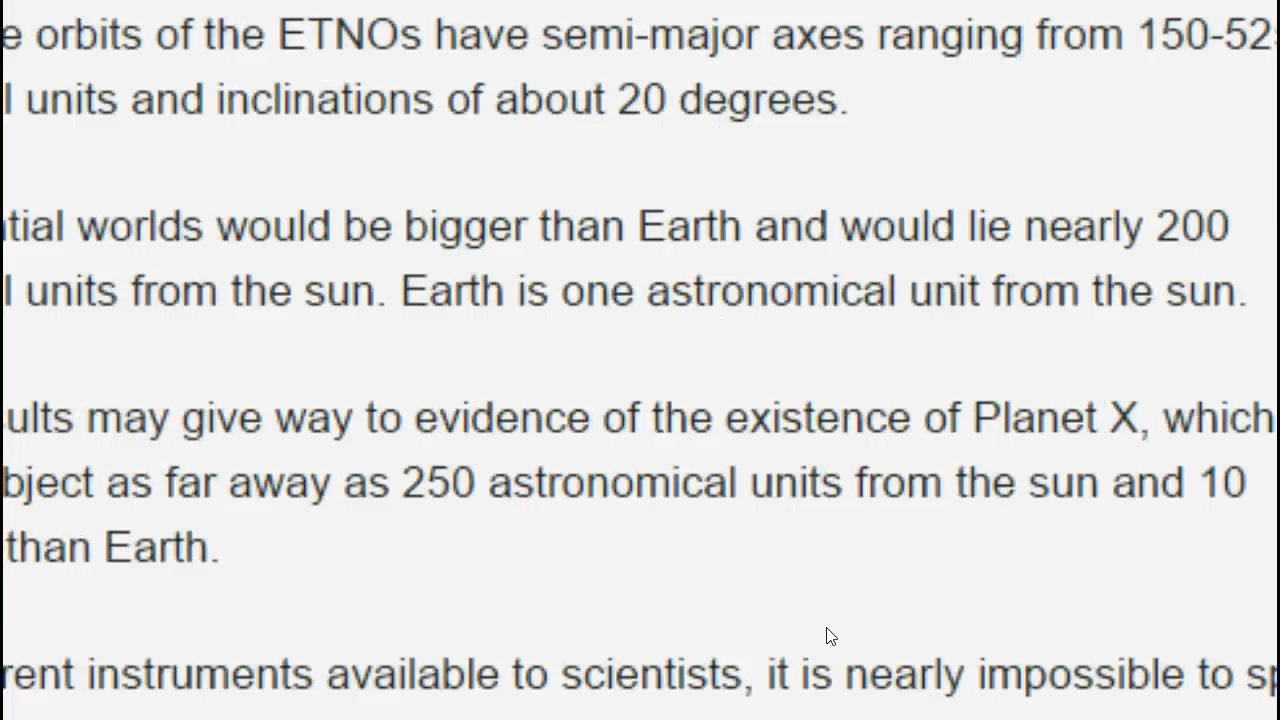 e orbits of the ETNOs have semi-major axes ranging from 150-52
l units and inclinations of about 20 degrees.
tial worlds would be bigger than Earth and would lie nearly 200
l units from the sun. Earth is one astronomical unit from the sun.
ults may give way to evidence of the existence of Planet X, which
bject as far away as 250 astronomical units from the sun and 10
than Earth.
rent instruments available to scientists, it is nearly impossible to sp